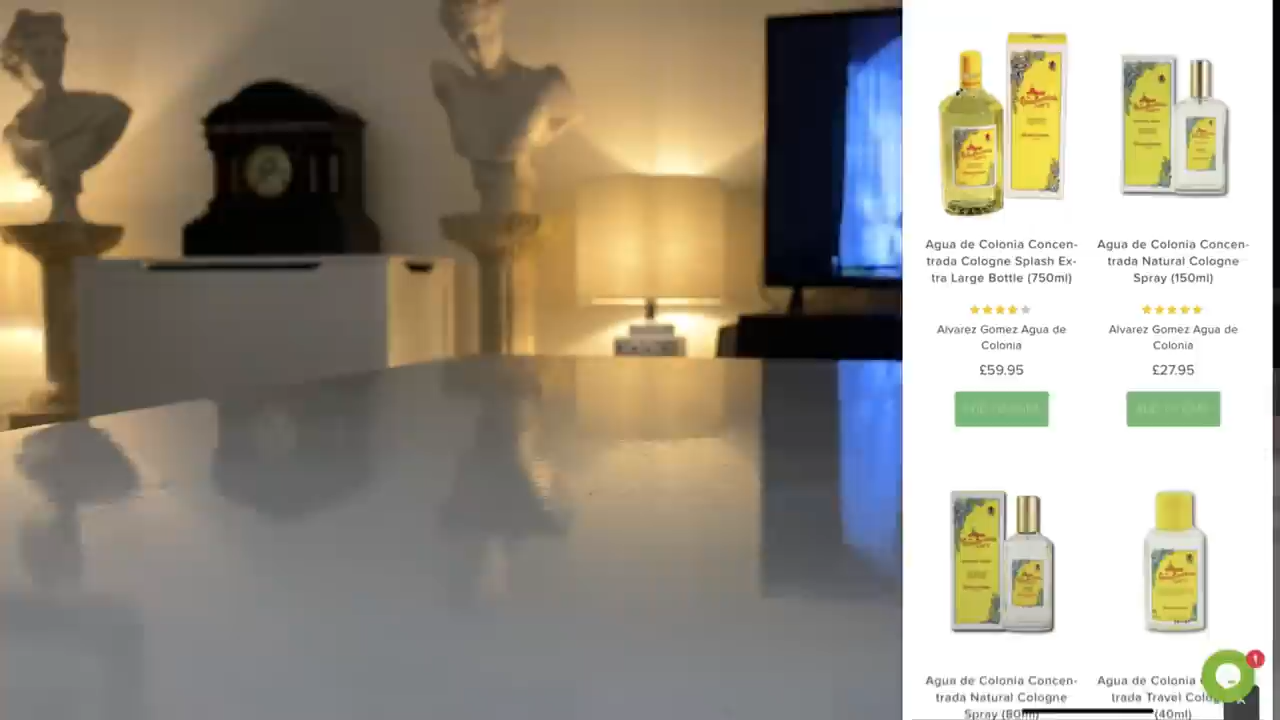 Agua de Colonia Concen-
trada Cologne Splash Ex-
tra Large Bottle (750ml)
Alvarez Gomez Agua de
Colonia
£59.95
Agua de Colonia Concen-
trada Natural Cologne
Spray (150ml)
Alvarez Gomez Agua de
Colonia
£27.95
Agua de Colonia Concen-
trada Natural Cologne
Spray (80ml)
Agua de Colonia
trada Travel
(40ml)